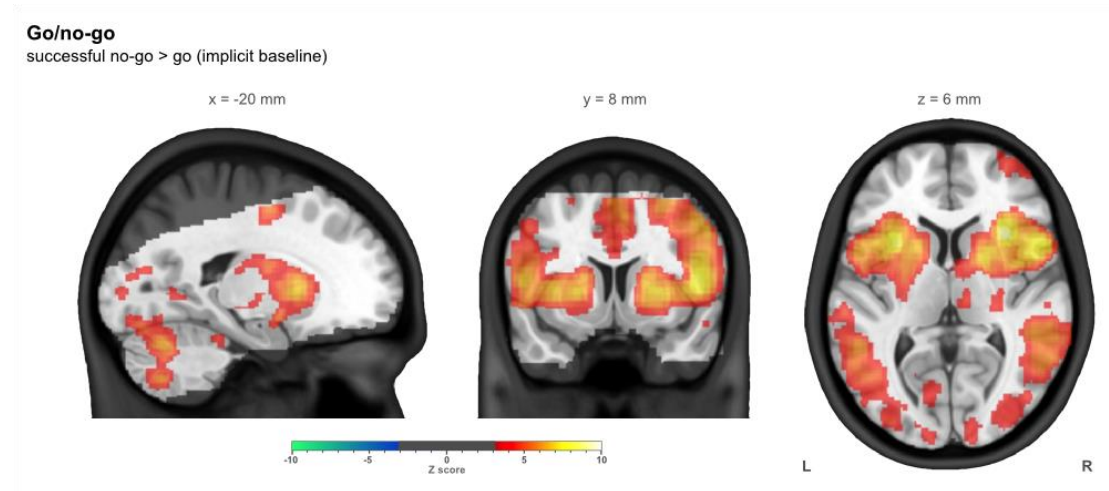 Go/no-go
successful no-go > go (implicit baseline)
x = -20 mm
y = 8 mm
z = 6 mm
-10
-5
0
5
10
Z score
L
R